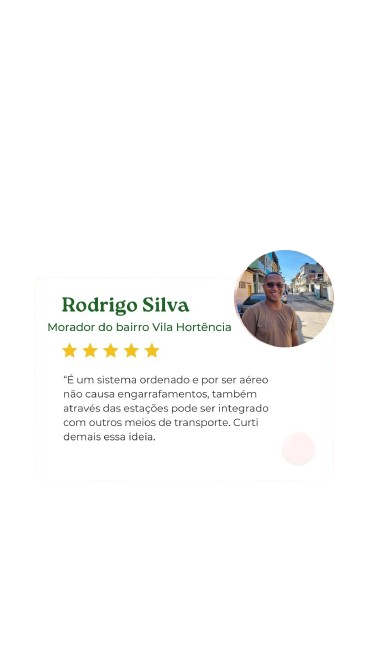 Rodrigo Silva
Morador do bairro Vila Hortência
“É um sistema ordenado e por ser aéreo
não causa engarrafamentos, também
através das estações pode ser integrado
com outros meios de transporte. Curti
demais essa ideia.